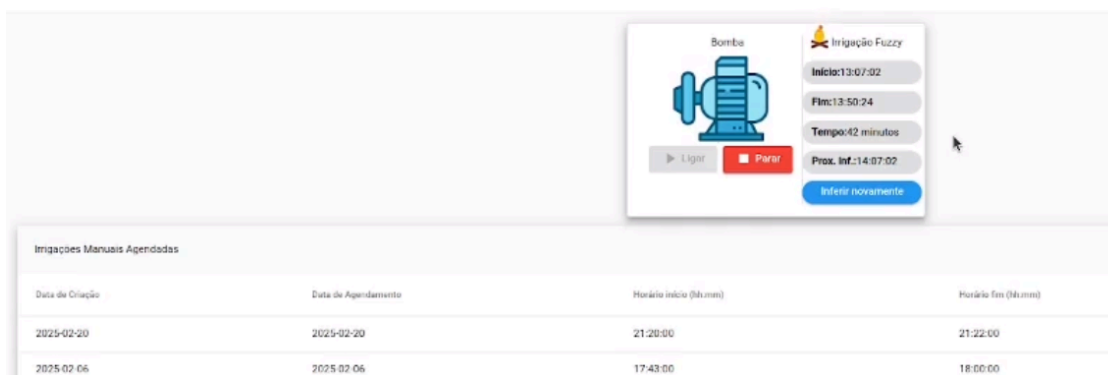 Bomba
Irrigação Fuzzy
Início:13:07:02
Fim:13:50:24
Tempo:42 minutos
Ligar Parar
Prox. Inf.:14:07:02
Inferir novamente
Irrigações Manuais Agendadas
Data de Criação Data de Agendamento Horário início (hh:mm) Horário fim (hh:mm)
2025-02-20 2025-02-20 21:20:00 21:22:00
2025-02-06 2025-02-06 17:43:00 18:00:00